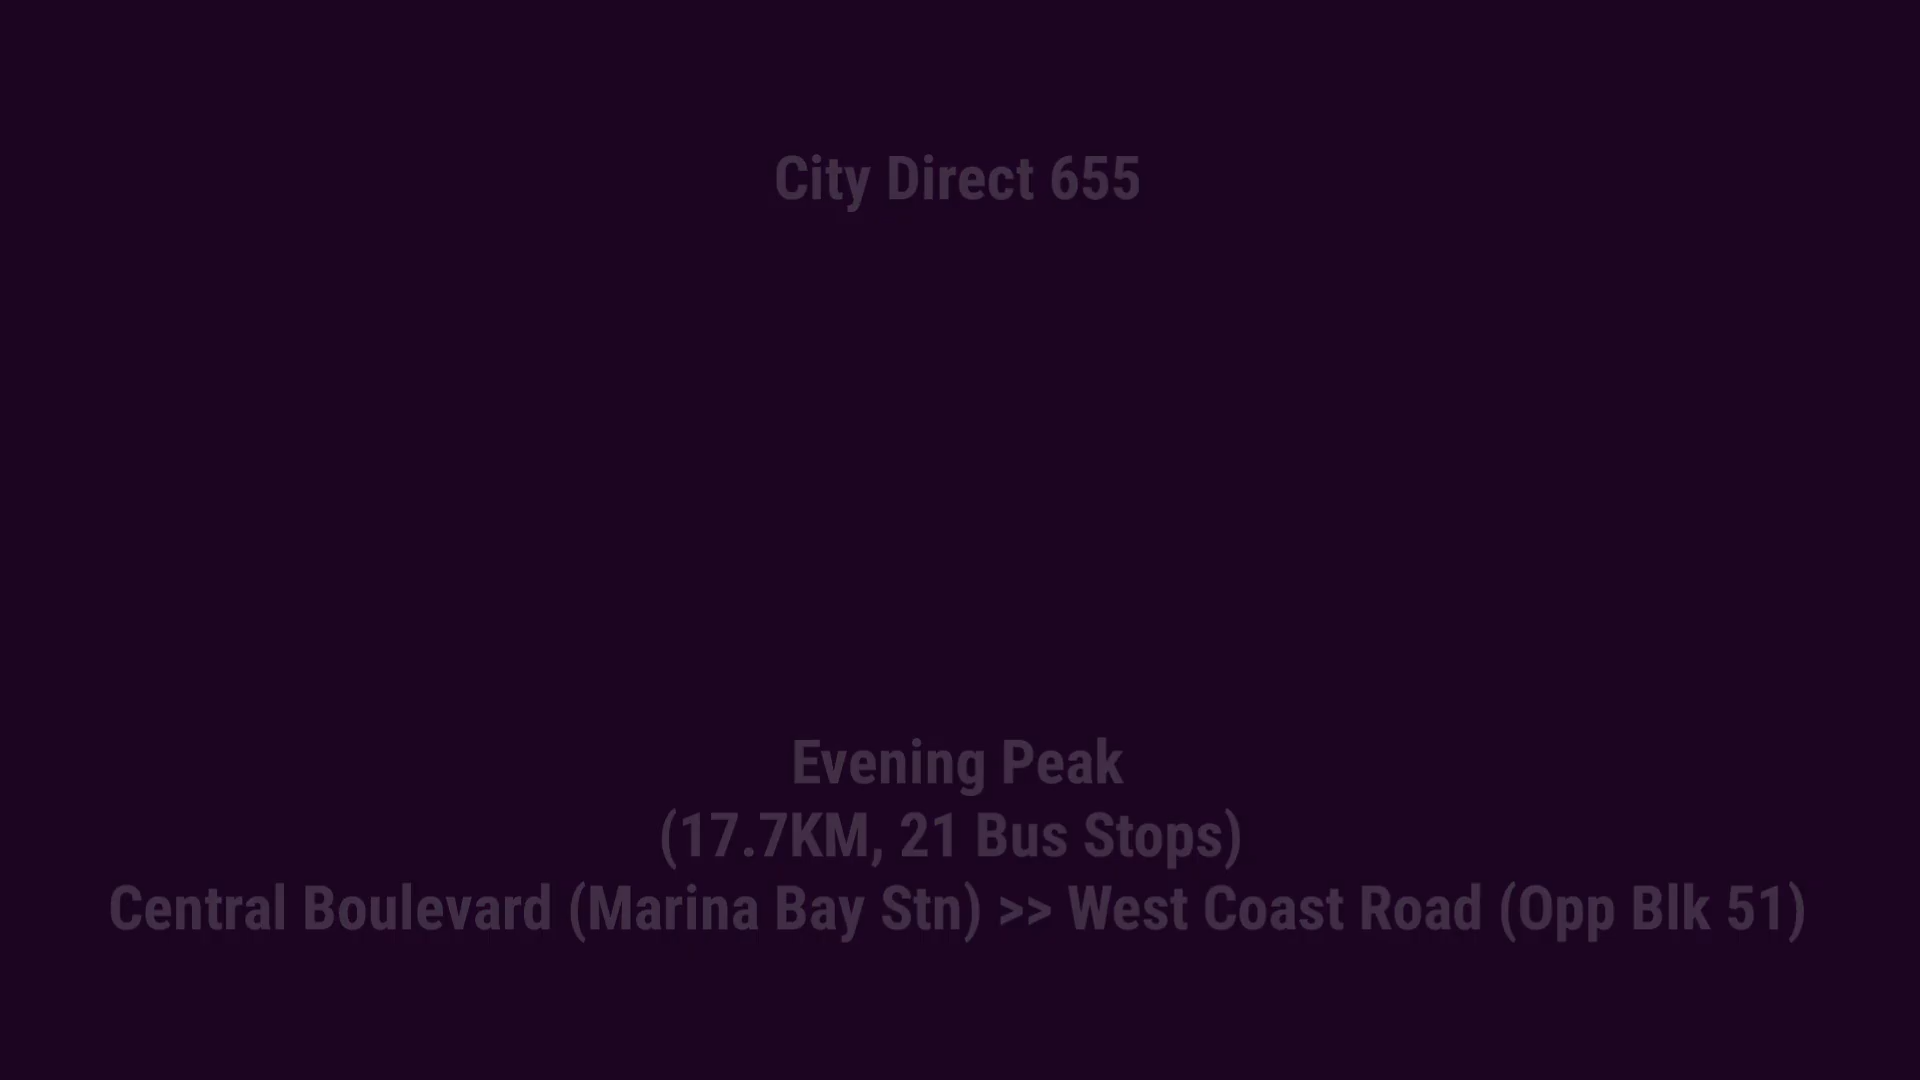 City Direct 655
Evening Peak
(17.7KM, 21 Bus Stops)
Central Boulevard (Marina Bay Stn) >> West Coast Road (Opp Blk 51)